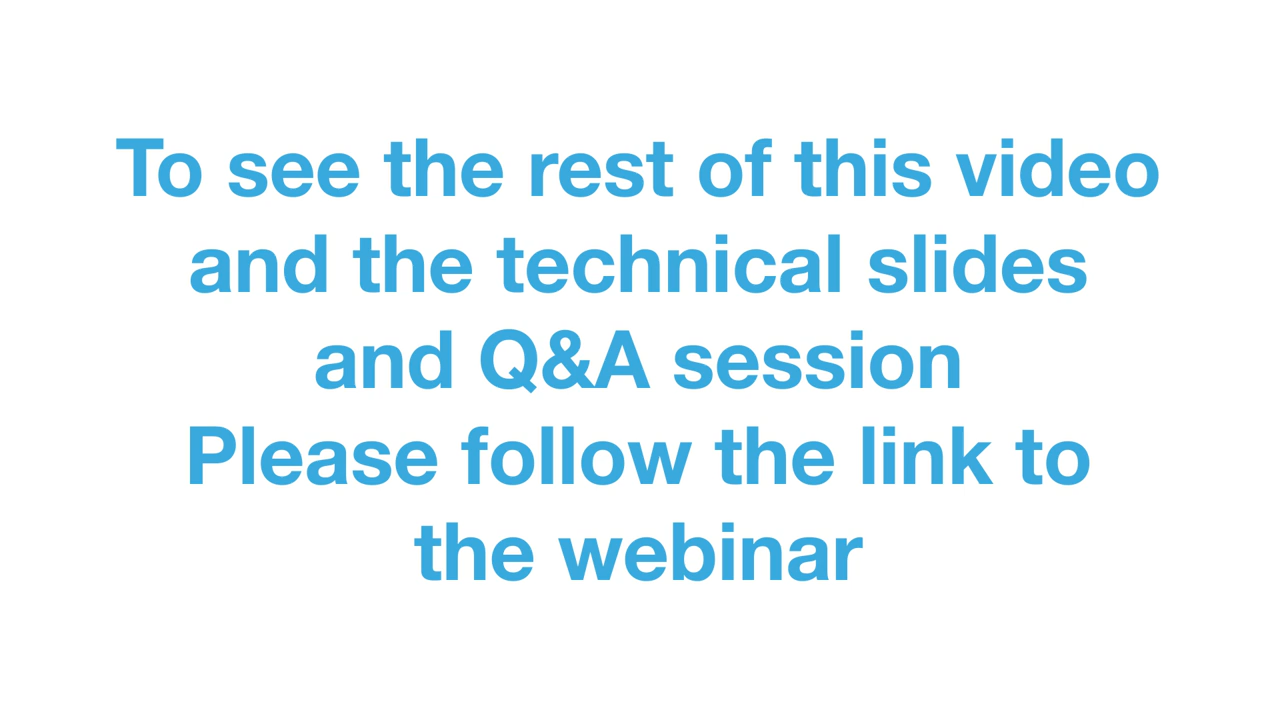 To see the rest of this video
and the technical slides
and Q&A session
Please follow the link to
the webinar